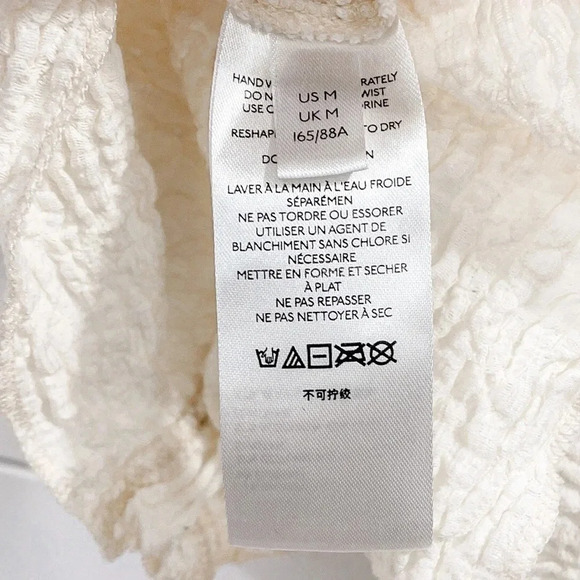 HAND W
RATELY
DO N
WIST
USE C
ORINE
RESHAP
TO DRY
DO
N
US M
UK M
165/88A
LAVER À LA MAIN À L'EAU FROIDE
SÉPARÉMEN
NE PAS TORDRE OU ESSORER
UTILISER UN AGENT DE
BLANCHIMENT SANS CHLORE SI
NÉCESSAIRE
METTRE EN FORME ET SECHER
À PLAT
NE PAS REPASSER
NE PAS NETTOYER À SEC
不可拧绞